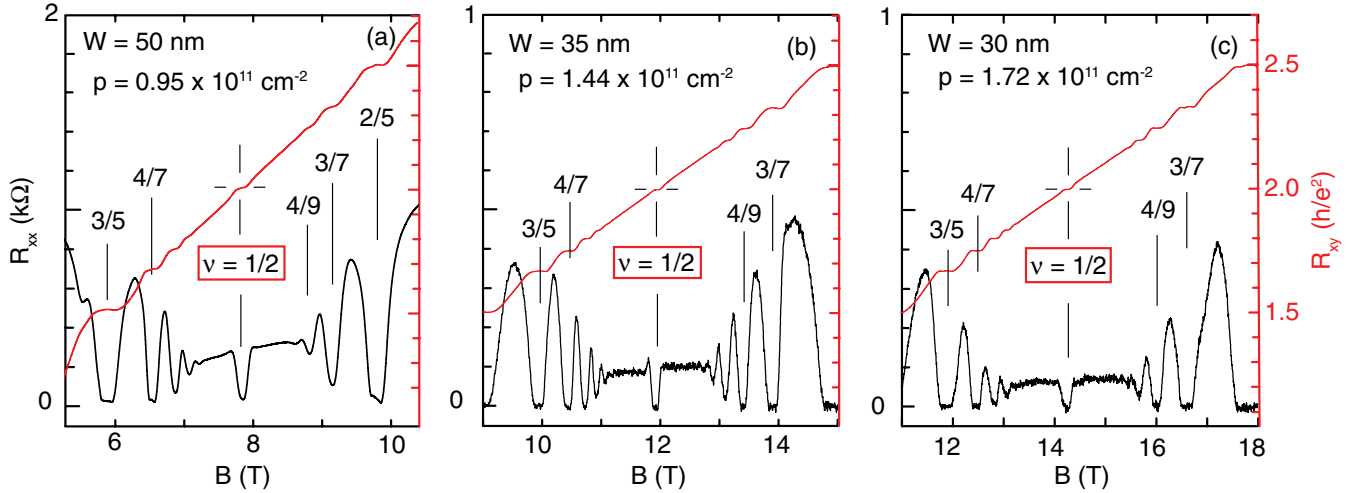 2
1
0
R_xx (kΩ)
W = 50 nm
(a)
p = 0.95 x 10^11 cm^-2
2/5
3/7
4/7
4/9
3/5
ν = 1/2
6
8
10
B (T)
1
0
W = 35 nm
(b)
p = 1.44 x 10^11 cm^-2
4/7
3/7
3/5
4/9
ν = 1/2
10
12
14
B (T)
1
0
W = 30 nm
(c)
p = 1.72 x 10^11 cm^-2
3/7
4/7
4/9
3/5
ν = 1/2
12
14
16
18
B (T)
2.5
2.0
1.5
R_xy (h/e^2)